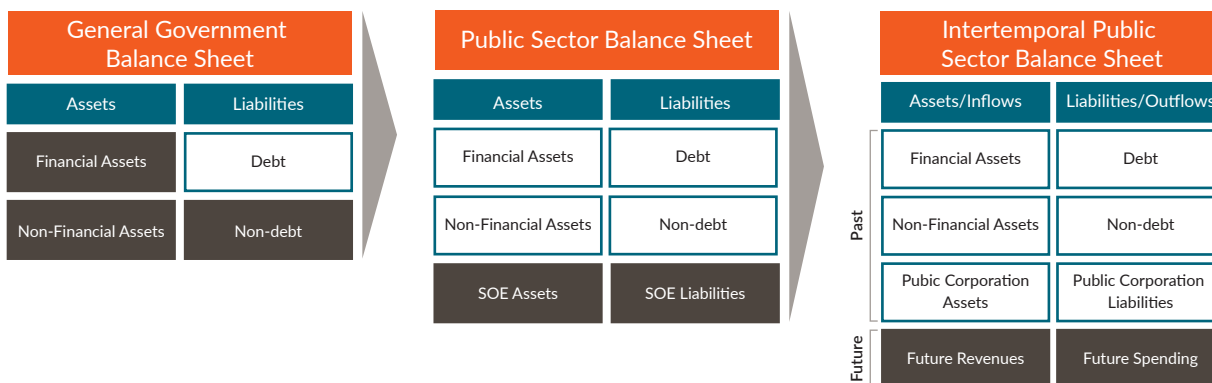 General Government
Balance Sheet
Assets
Liabilities
Financial Assets
Debt
Non-Financial Assets
Non-debt
Public Sector Balance Sheet
Assets
Liabilities
Financial Assets
Debt
Non-Financial Assets
Non-debt
SOE Assets
SOE Liabilities
Intertemporal Public
Sector Balance Sheet
Assets/Inflows
Liabilities/Outflows
Past
Financial Assets
Debt
Non-Financial Assets
Non-debt
Pubic Corporation
Assets
Public Corporation
Liabilities
Future
Future Revenues
Future Spending